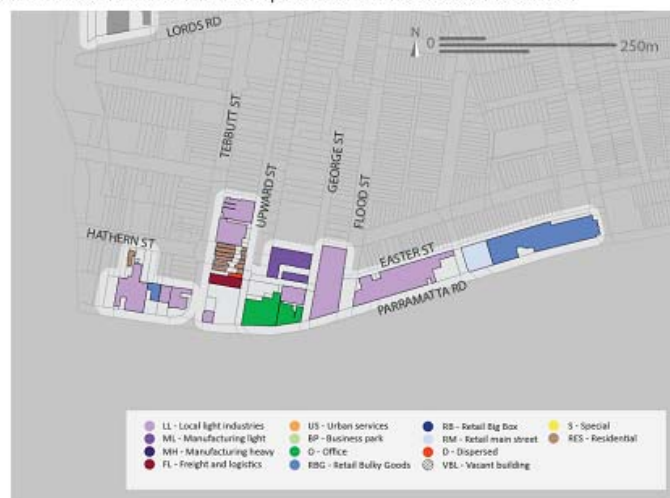 LORDS RD
N
0
250m
TEBBUTT ST
UPWARD ST
GEORGE ST
FLOOD ST
HATHERN ST
EASTER ST
PARRAMATTA RD
LL - Local light industries
ML - Manufacturing light
MH - Manufacturing heavy
FL - Freight and logistics
US - Urban services
BP - Business park
O - Office
RBG - Retail Bulky Goods
RB - Retail Big Box
RM - Retail main street
D - Dispersed
VBL - Vacant building
S - Special
RES - Residential